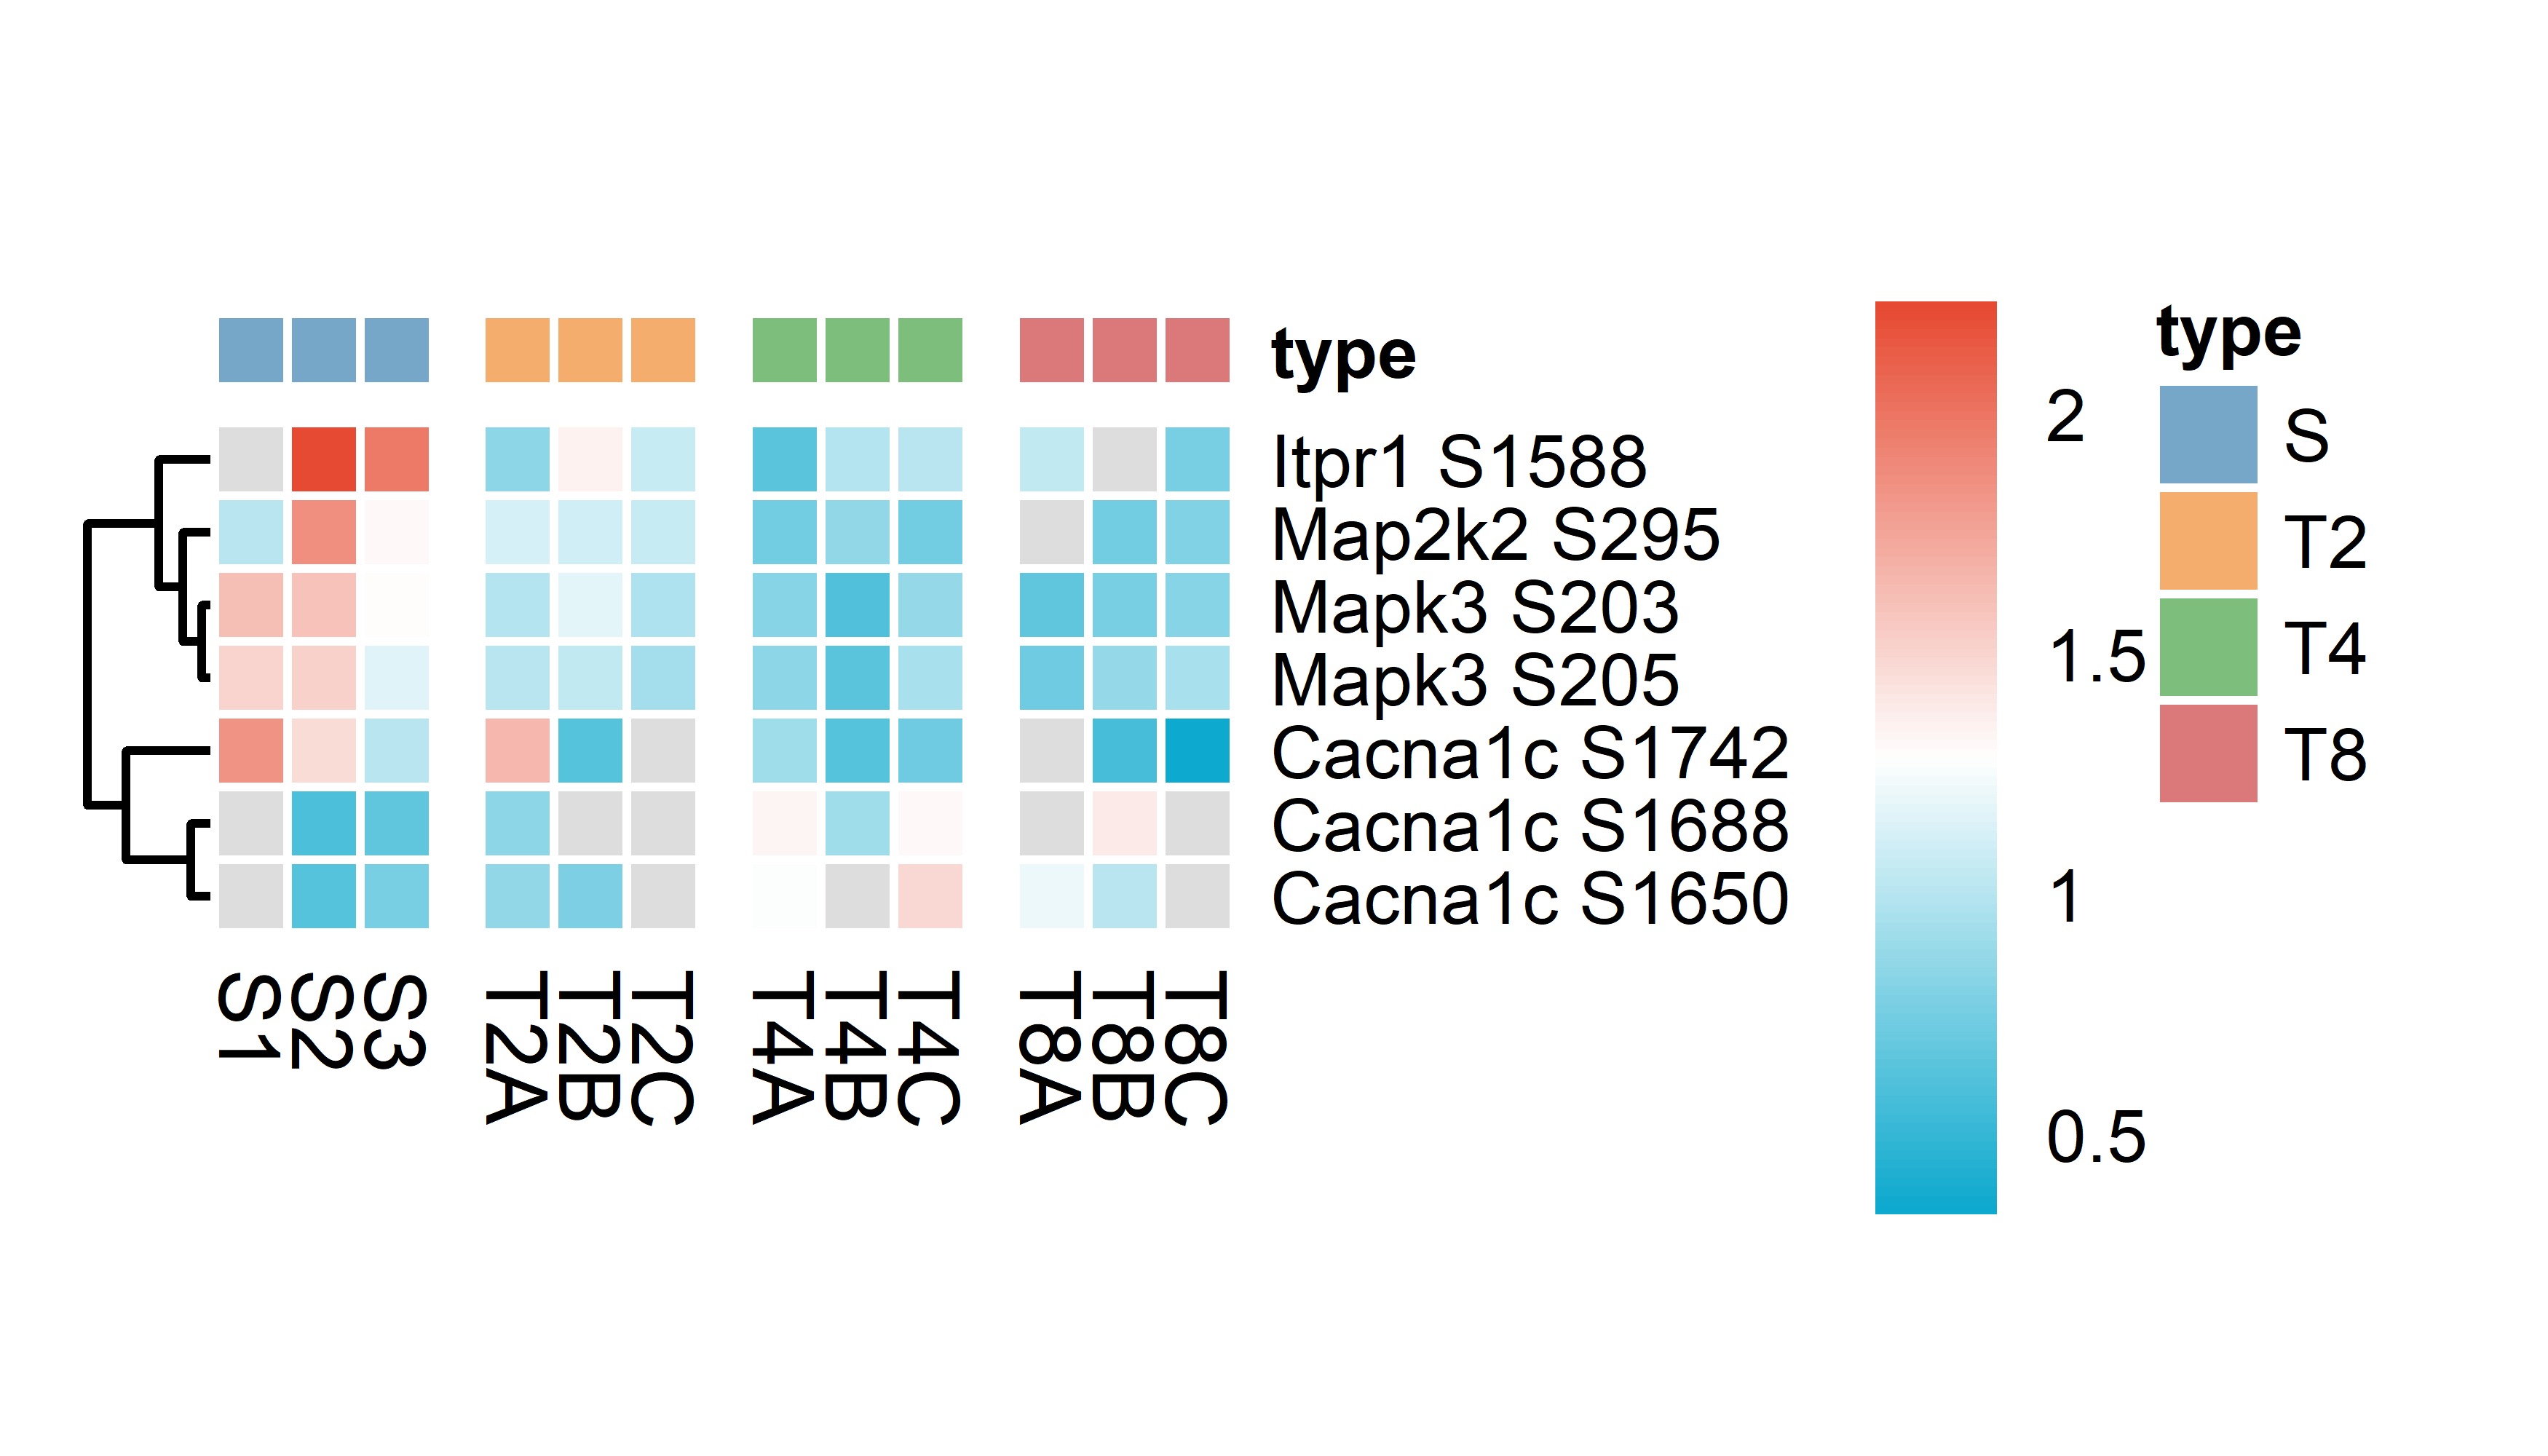 type
Itpr1 S1588
Map2k2 S295
Mapk3 S203
Mapk3 S205
Cacna1c S1742
Cacna1c S1688
Cacna1c S1650
S1
S2
S3
T2A
T2B
T2C
T4A
T4B
T4C
T8A
T8B
T8C
2
1.5
1
0.5
type
S
T2
T4
T8